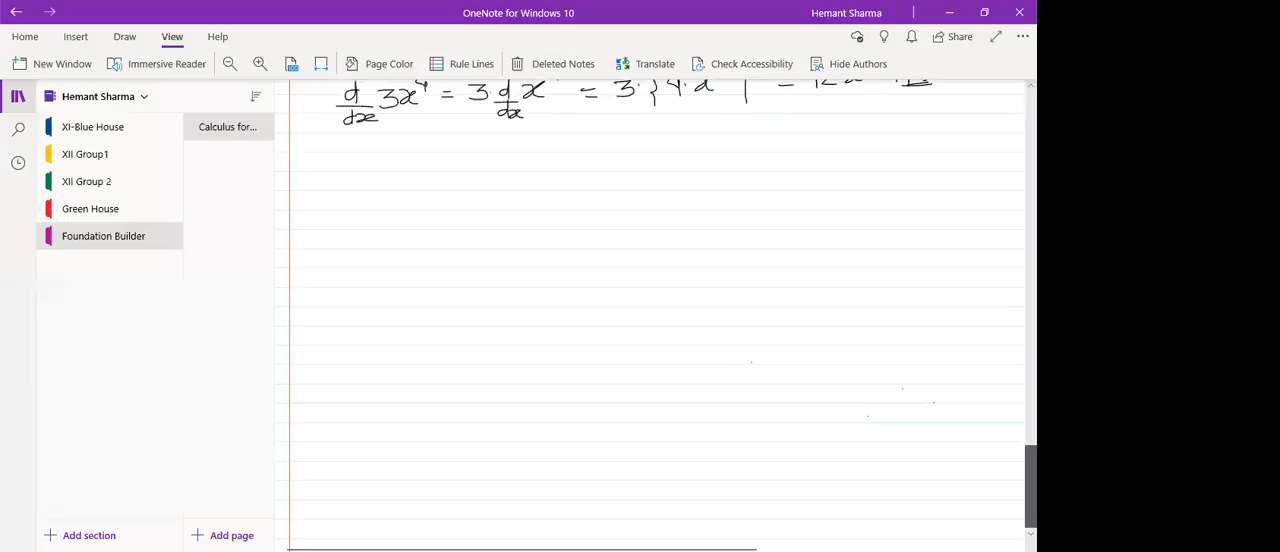 OneNote for Windows 10
Hemant Sharma
Home Insert Draw View Help
Share
New Window Immersive Reader Page Color Rule Lines Deleted Notes Translate Check Accessibility Hide Authors
Hemant Sharma
XI-Blue House
XII Group1
XII Group 2
Green House
Foundation Builder
Calculus for...
d/dx 3x⁴ = 3· d/dx x = 3·{4·x } = 12x
Add section
Add page